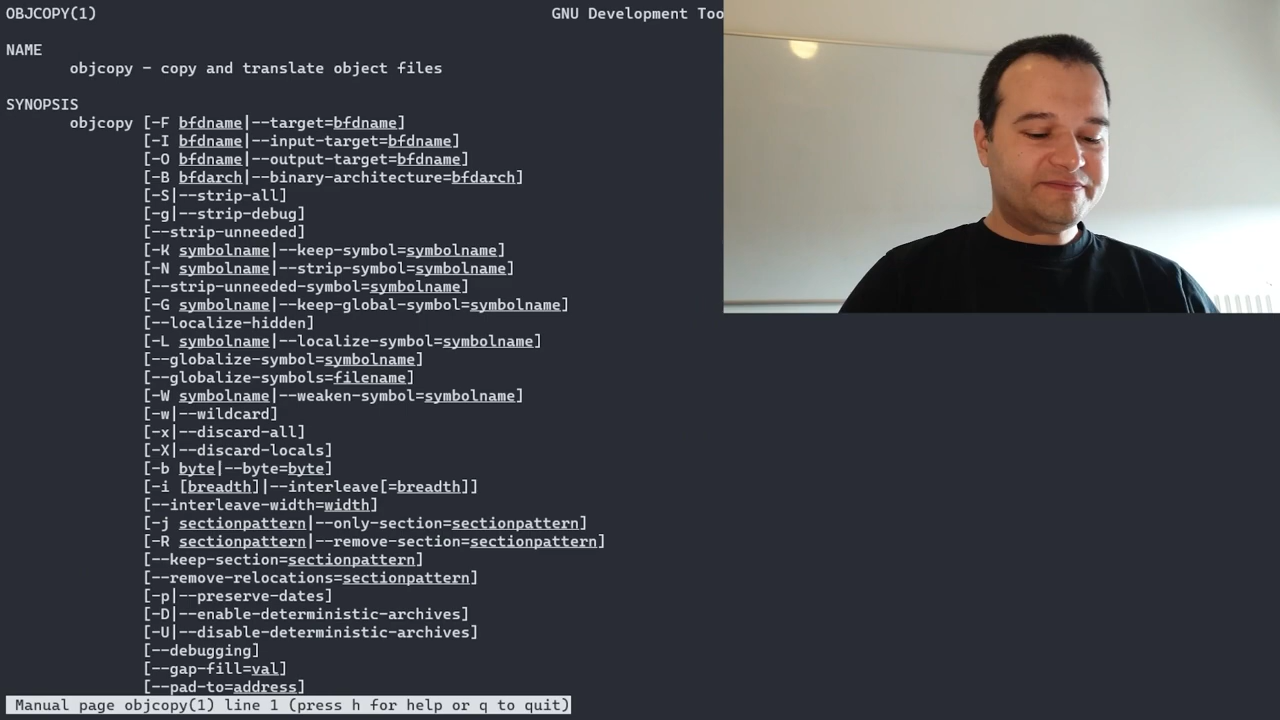 OBJCOPY(1) GNU Development Too
NAME
objcopy - copy and translate object files
SYNOPSIS
objcopy [-F bfdname|--target=bfdname]
[-I bfdname|--input-target=bfdname]
[-O bfdname|--output-target=bfdname]
[-B bfdarch|--binary-architecture=bfdarch]
[-S|--strip-all]
[-g|--strip-debug]
[--strip-unneeded]
[-K symbolname|--keep-symbol=symbolname]
[-N symbolname|--strip-symbol=symbolname]
[--strip-unneeded-symbol=symbolname]
[-G symbolname|--keep-global-symbol=symbolname]
[--localize-hidden]
[-L symbolname|--localize-symbol=symbolname]
[--globalize-symbol=symbolname]
[--globalize-symbols=filename]
[-W symbolname|--weaken-symbol=symbolname]
[-w|--wildcard]
[-x|--discard-all]
[-X|--discard-locals]
[-b byte|--byte=byte]
[-i [breadth]|--interleave[=breadth]]
[--interleave-width=width]
[-j sectionpattern|--only-section=sectionpattern]
[-R sectionpattern|--remove-section=sectionpattern]
[--keep-section=sectionpattern]
[--remove-relocations=sectionpattern]
[-p|--preserve-dates]
[-D|--enable-deterministic-archives]
[-U|--disable-deterministic-archives]
[--debugging]
[--gap-fill=val]
[--pad-to=address]
Manual page objcopy(1) line 1 (press h for help or q to quit)